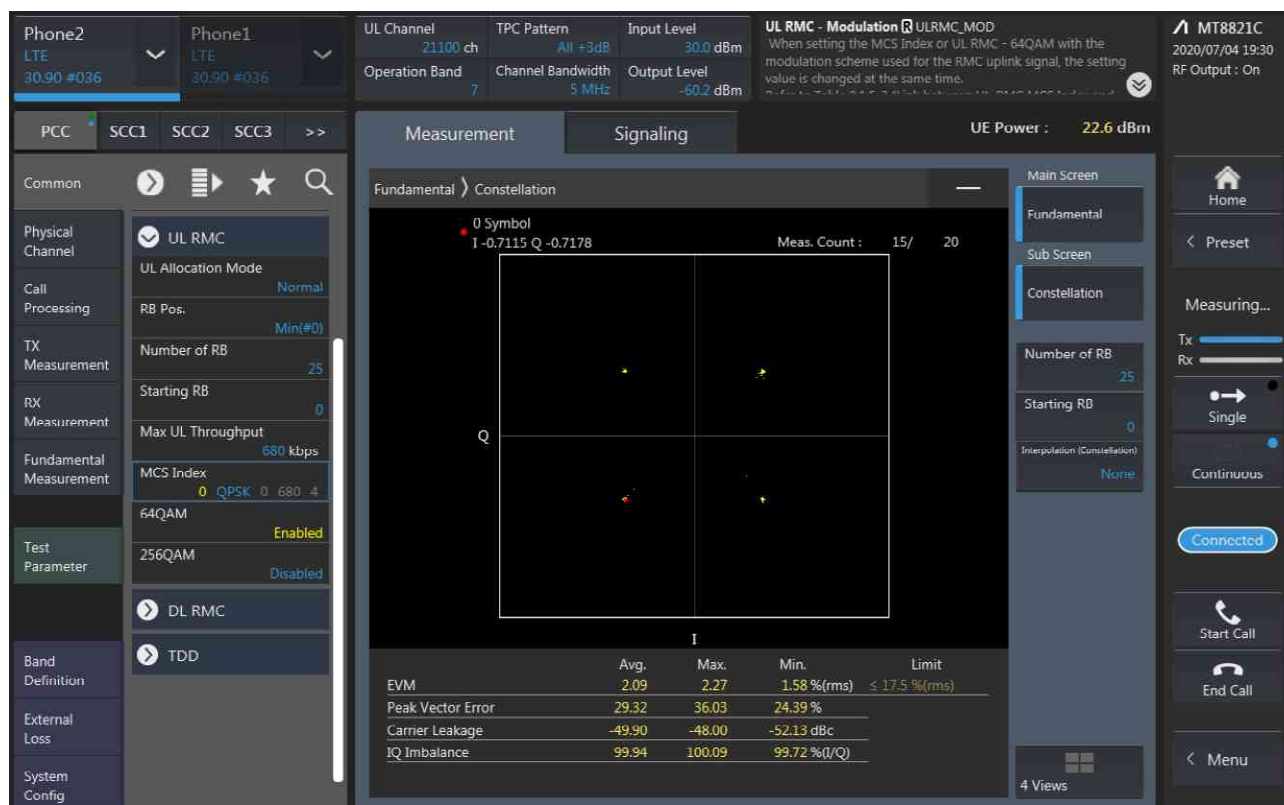 Phone2
LTE
30.90 #036
Phone1
LTE
30.90 #036
UL Channel
21100 ch
Operation Band
7
TPC Pattern
All +3dB
Channel Bandwidth
5 MHz
Input Level
30.0 dBm
Output Level
-60.2 dBm
UL RMC - Modulation R ULRMC_MOD
When setting the MCS Index or UL RMC - 64QAM with the
modulation scheme used for the RMC uplink signal, the setting
value is changed at the same time.
MT8821C
2020/07/04 19:30
RF Output : On
PCC
SCC1
SCC2
SCC3
>>
Measurement
Signaling
UE Power : 22.6 dBm
Common
Physical
Channel
Call
Processing
TX
Measurement
RX
Measurement
Fundamental
Measurement
Test
Parameter
Band
Definition
External
Loss
System
Config
UL RMC
UL Allocation Mode
Normal
RB Pos.
Min(#0)
Number of RB
25
Starting RB
0
Max UL Throughput
680 kbps
MCS Index
0 QPSK 0 680 4
64QAM
Enabled
256QAM
Disabled
DL RMC
TDD
Fundamental Constellation
0 Symbol
I -0.7115 Q -0.7178
Meas. Count : 15/ 20
Q
I
Avg. Max. Min. Limit
EVM 2.09 2.27 1.58 %(rms) ≤ 17.5 %(rms)
Peak Vector Error 29.32 36.03 24.39 %
Carrier Leakage -49.90 -48.00 -52.13 dBc
IQ Imbalance 99.94 100.09 99.72 %(I/Q)
Main Screen
Fundamental
Sub Screen
Constellation
Number of RB
25
Starting RB
0
Interpolation (Constellation)
None
4 Views
Home
< Preset
Measuring...
Tx
Rx
Single
Continuous
Connected
Start Call
End Call
< Menu